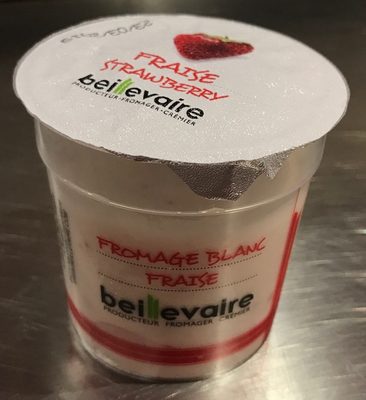 FRAISE
STRAWBERRY
beillevaire
PRODUCTEUR-FROMAGER-CRÉMIER
FROMAGE BLANC
FRAISE
beillevaire
PRODUCTEUR FROMAGER CRÉMIER